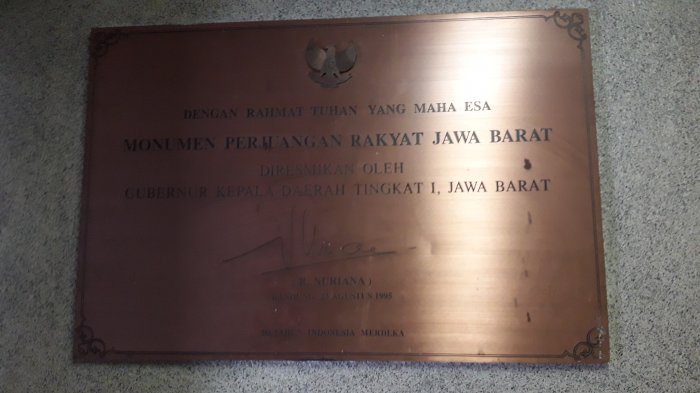 DENGAN RAHMAT TUHAN YANG MAHA ESA
MONUMEN PERJUANGAN RAKYAT JAWA BARAT
DIRESMIKAN OLEH
GUBERNUR KEPALA DAERAH TINGKAT I, JAWA BARAT
( R. NURIANA )
BANDUNG, 23 AGUSTUS 1995
50 TAHUN INDONESIA MERDEKA